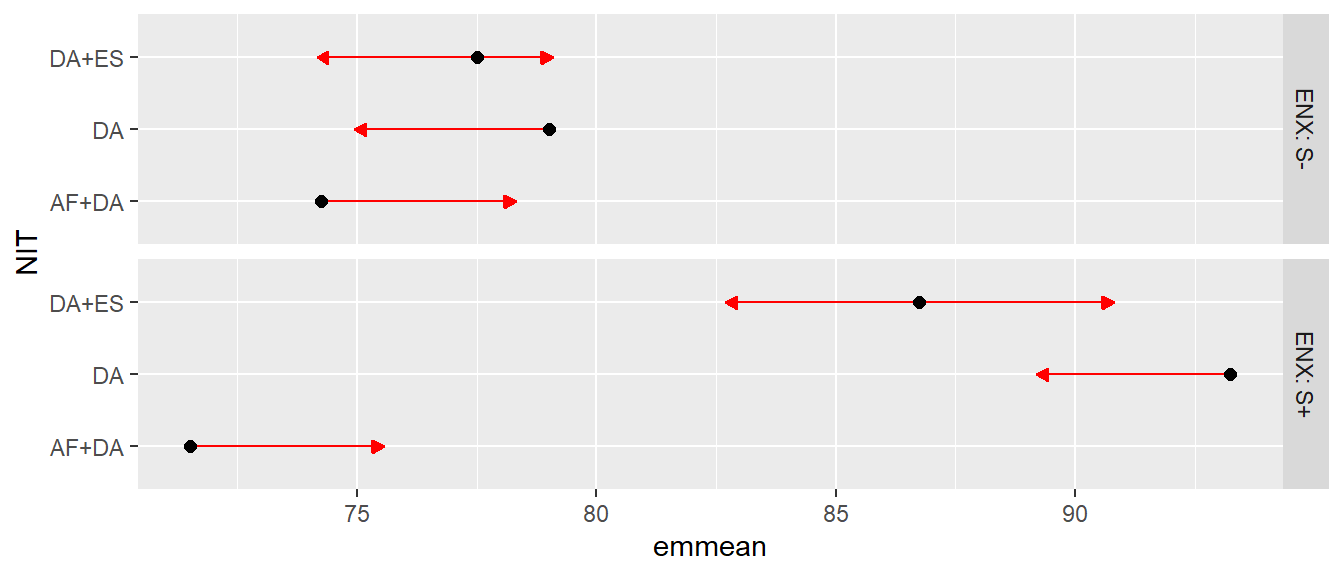 NIT
DA+ES
DA
AF+DA
ENX: S-
DA+ES
DA
AF+DA
ENX: S+
75 80 85 90
emmean